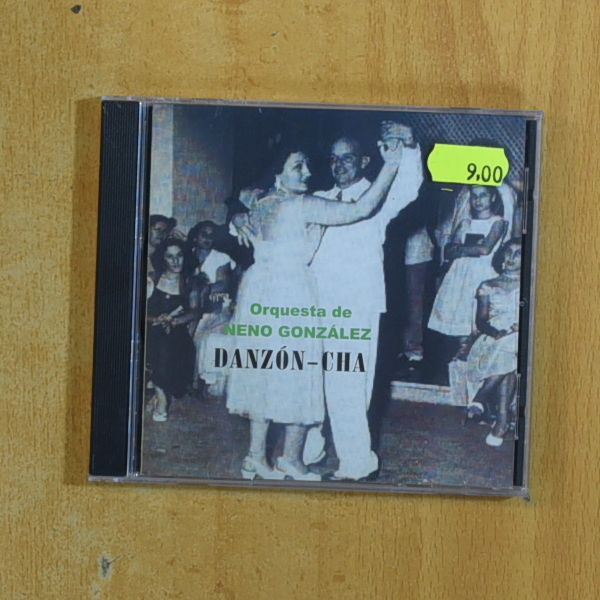 9,00
Orquesta de
NENO GONZÁLEZ
DANZÓN-CHA